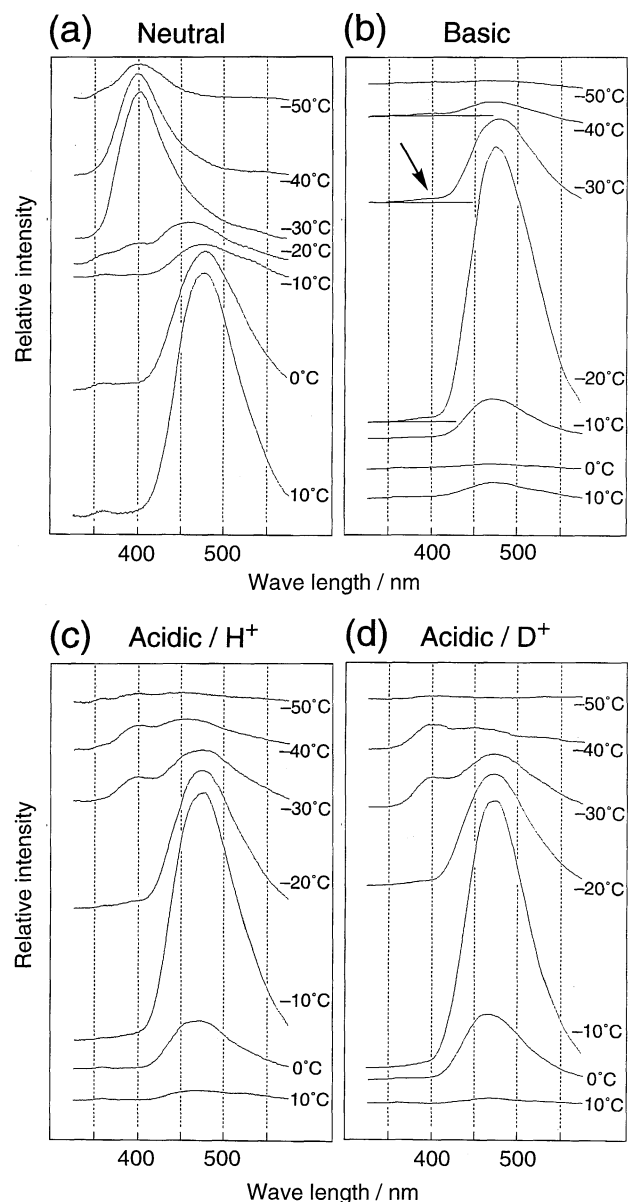 (a) Neutral
−50°C
−40°C
−30°C
−20°C
−10°C
0°C
10°C
Relative intensity
400 500
(b) Basic
−50°C
−40°C
−30°C
−20°C
−10°C
0°C
10°C
400 500
Wave length / nm
(c) Acidic / H⁺
−50°C
−40°C
−30°C
−20°C
−10°C
0°C
10°C
Relative intensity
400 500
(d) Acidic / D⁺
−50°C
−40°C
−30°C
−20°C
−10°C
0°C
10°C
400 500
Wave length / nm